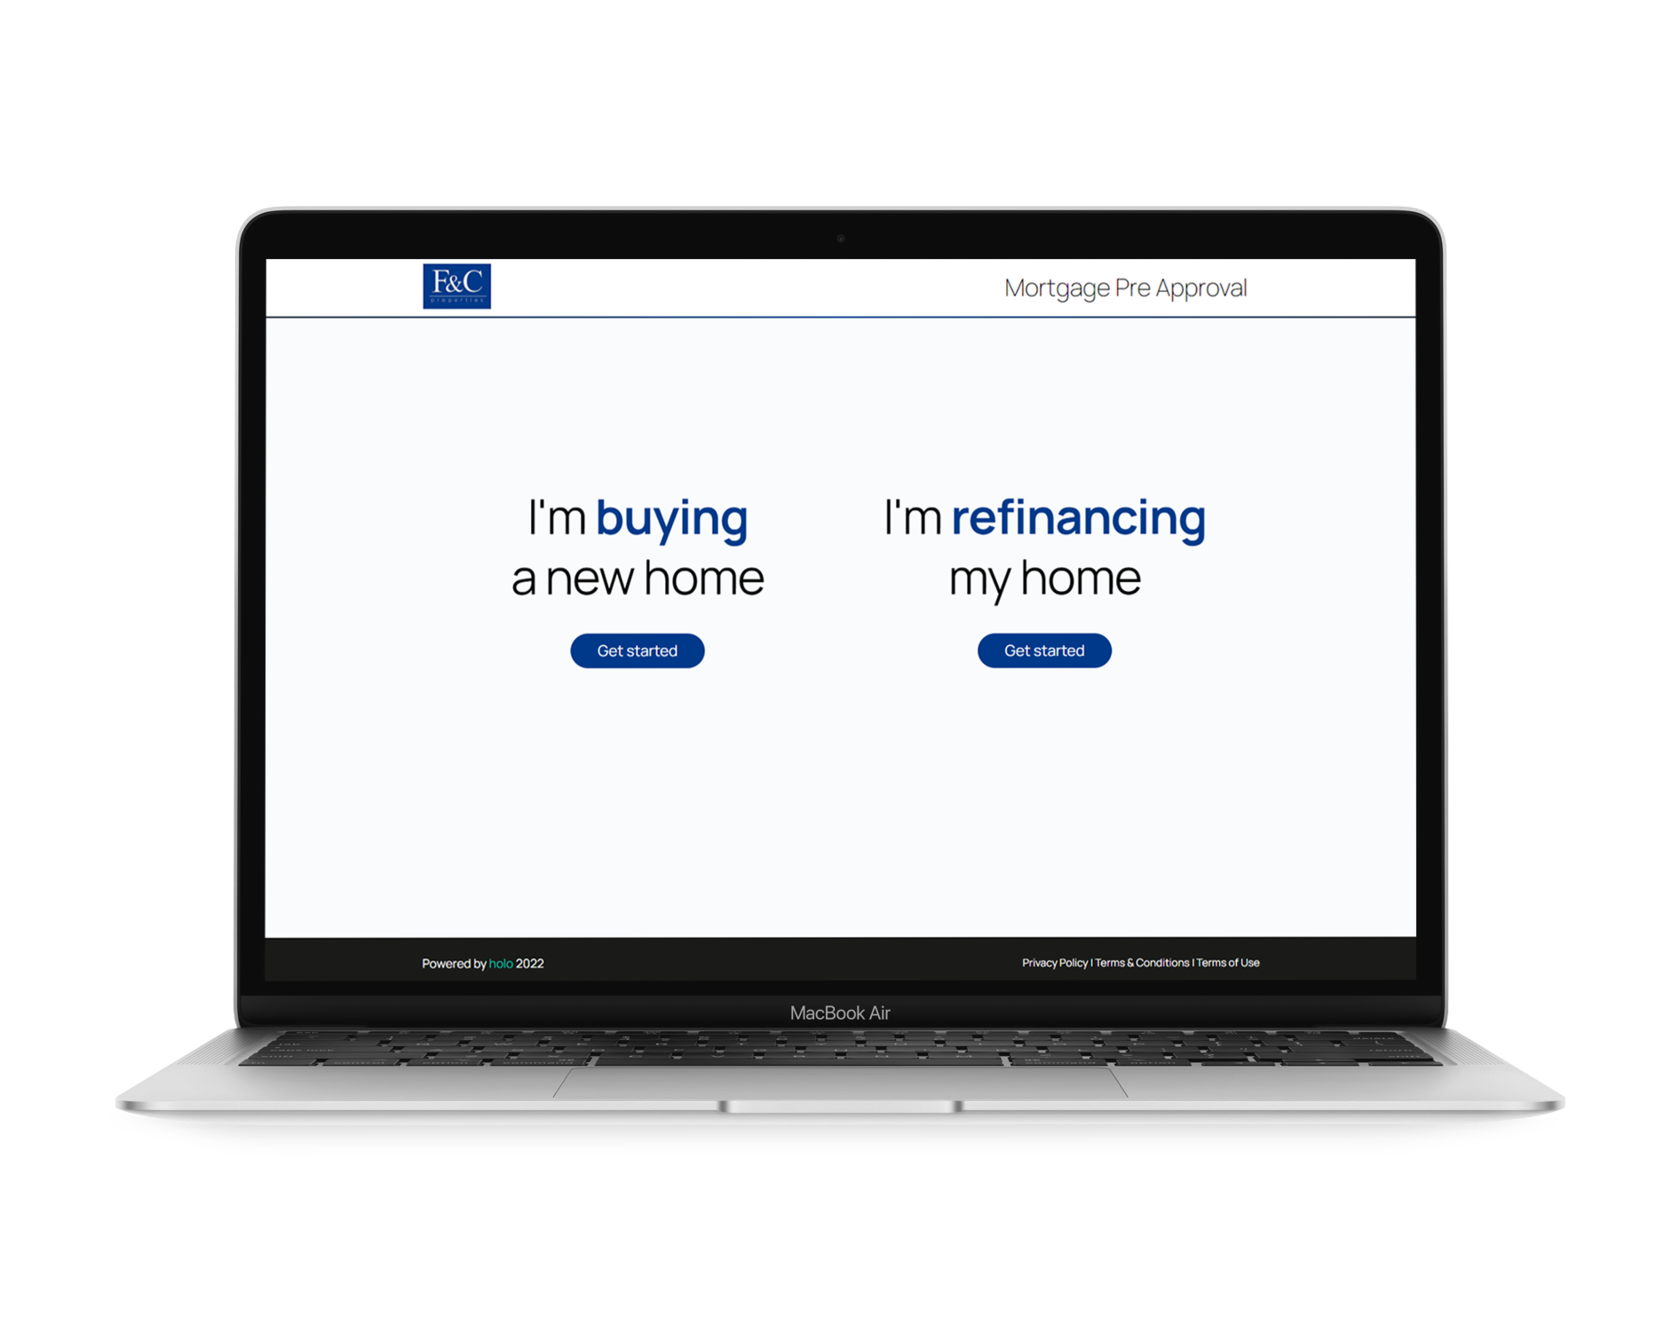 F&C
properties
Mortgage Pre Approval
I'm buying
a new home
Get started
I'm refinancing
my home
Get started
Powered by holo 2022
Privacy Policy | Terms & Conditions | Terms of Use
MacBook Air